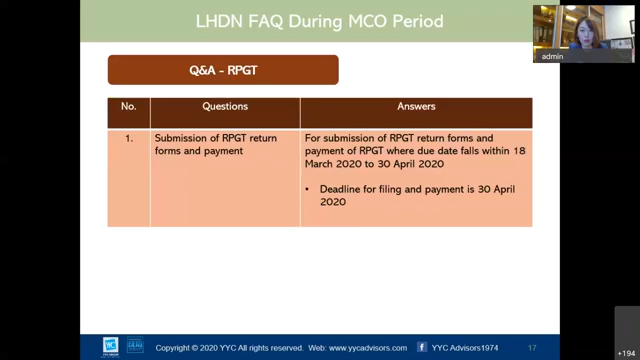 LHDN FAQ During MCO Period
admin
Q&A - RPGT
No.
Questions
Answers
1.
Submission of RPGT return
forms and payment
For submission of RPGT return forms and
payment of RPGT where due date falls within 18
March 2020 to 30 April 2020
• Deadline for filing and payment is 30 April
2020
Copyright © 2020 YYC All rights reserved. Web: www.yycadvisors.com
YYC Advisors1974
17
+194